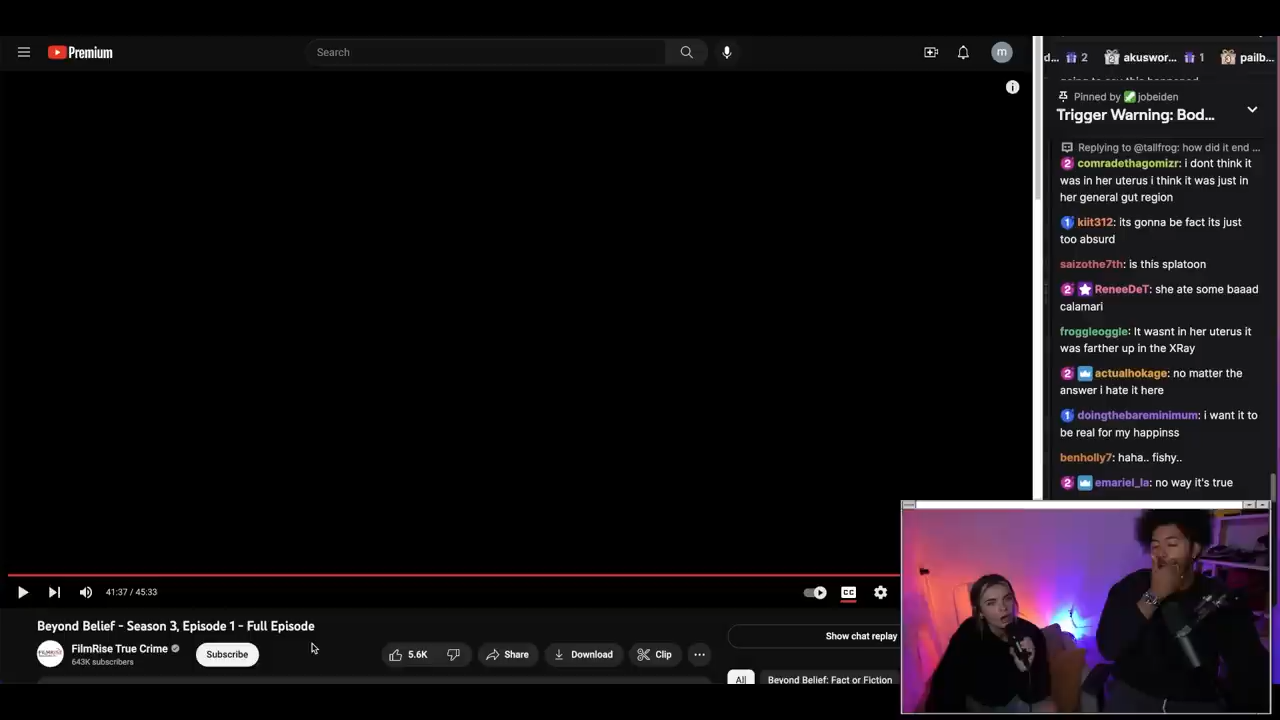 Premium
Search
m
d... 2 akuswor... 1 pailb...
Pinned by jobeiden
Trigger Warning: Bod...
Replying to @tallfrog: how did it end ...
2 comradethagomizr: i dont think it
was in her uterus i think it was just in
her general gut region
1 kiit312: its gonna be fact its just
too absurd
saizothe7th: is this splatoon
2 ReneeDeT: she ate some baaad
calamari
froggleoggle: It wasnt in her uterus it
was farther up in the XRay
2 actualhokage: no matter the
answer i hate it here
1 doingthebareminimum: i want it to
be real for my happinss
benholly7: haha.. fishy..
2 emariel_la: no way it's true
41:37 / 45:33
CC
Beyond Belief - Season 3, Episode 1 - Full Episode
FilmRise True Crime
643K subscribers
Subscribe
5.6K
Share
Download
Clip
Show chat replay
All
Beyond Belief: Fact or Fiction